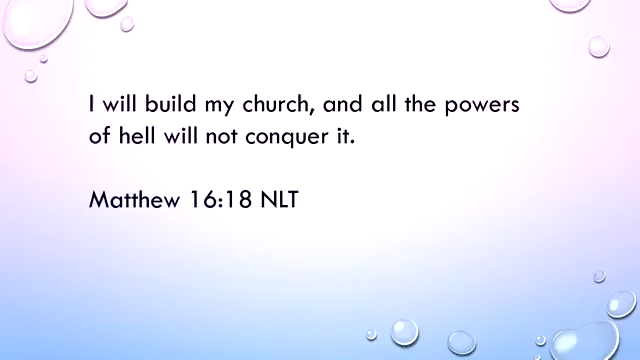 I will build my church, and all the powers
of hell will not conquer it.
Matthew 16:18 NLT